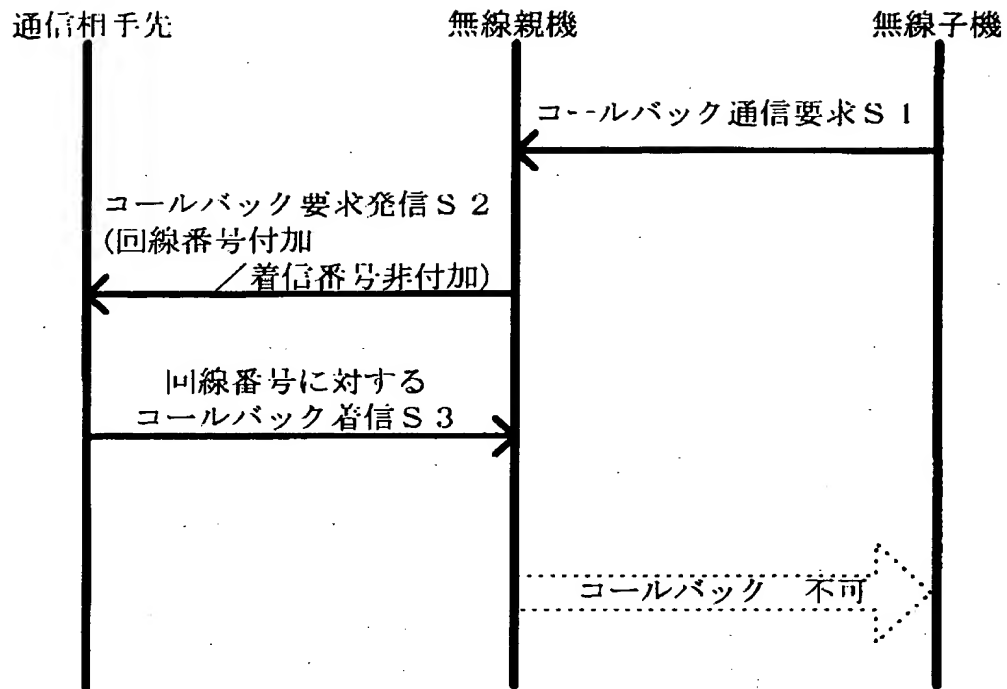 通信相手先
無線親機
無線子機
コールバック通信要求S1
コールバック要求発信S2
(回線番号付加
／着信番号非付加)
回線番号に対する
コールバック着信S3
コールバック 不可